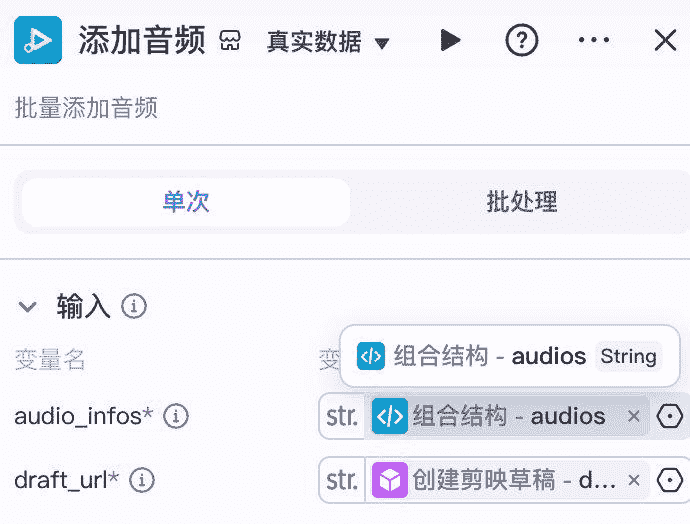 添加音频 真实数据
批量添加音频
单次 批处理
输入
变量名 变
组合结构 - audios String
audio_infos* str. 组合结构 - audios
draft_url* str. 创建剪映草稿 - d...